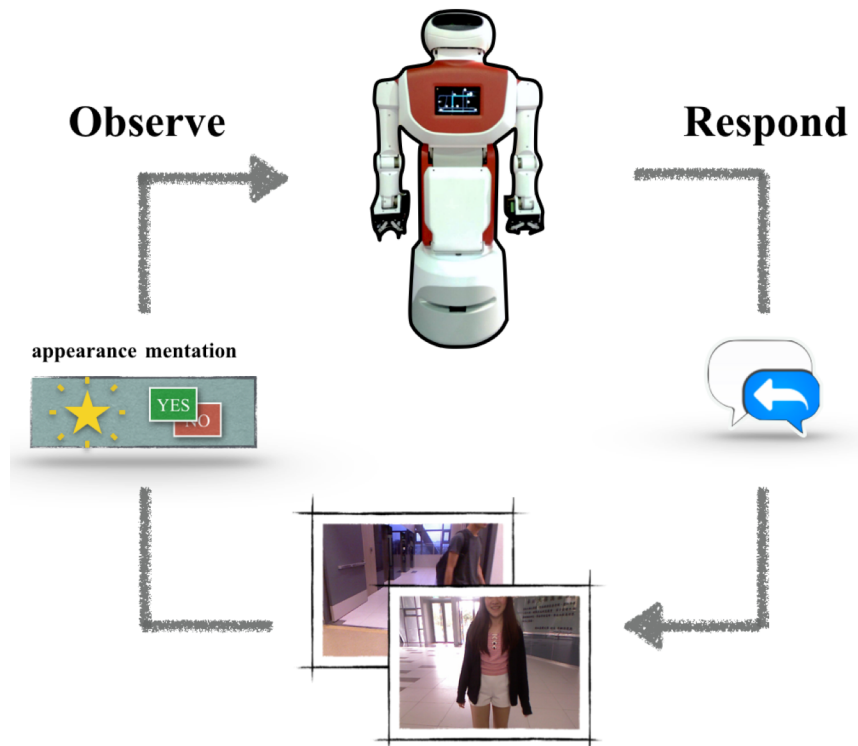 Observe
Respond
appearance mentation
YES
NO